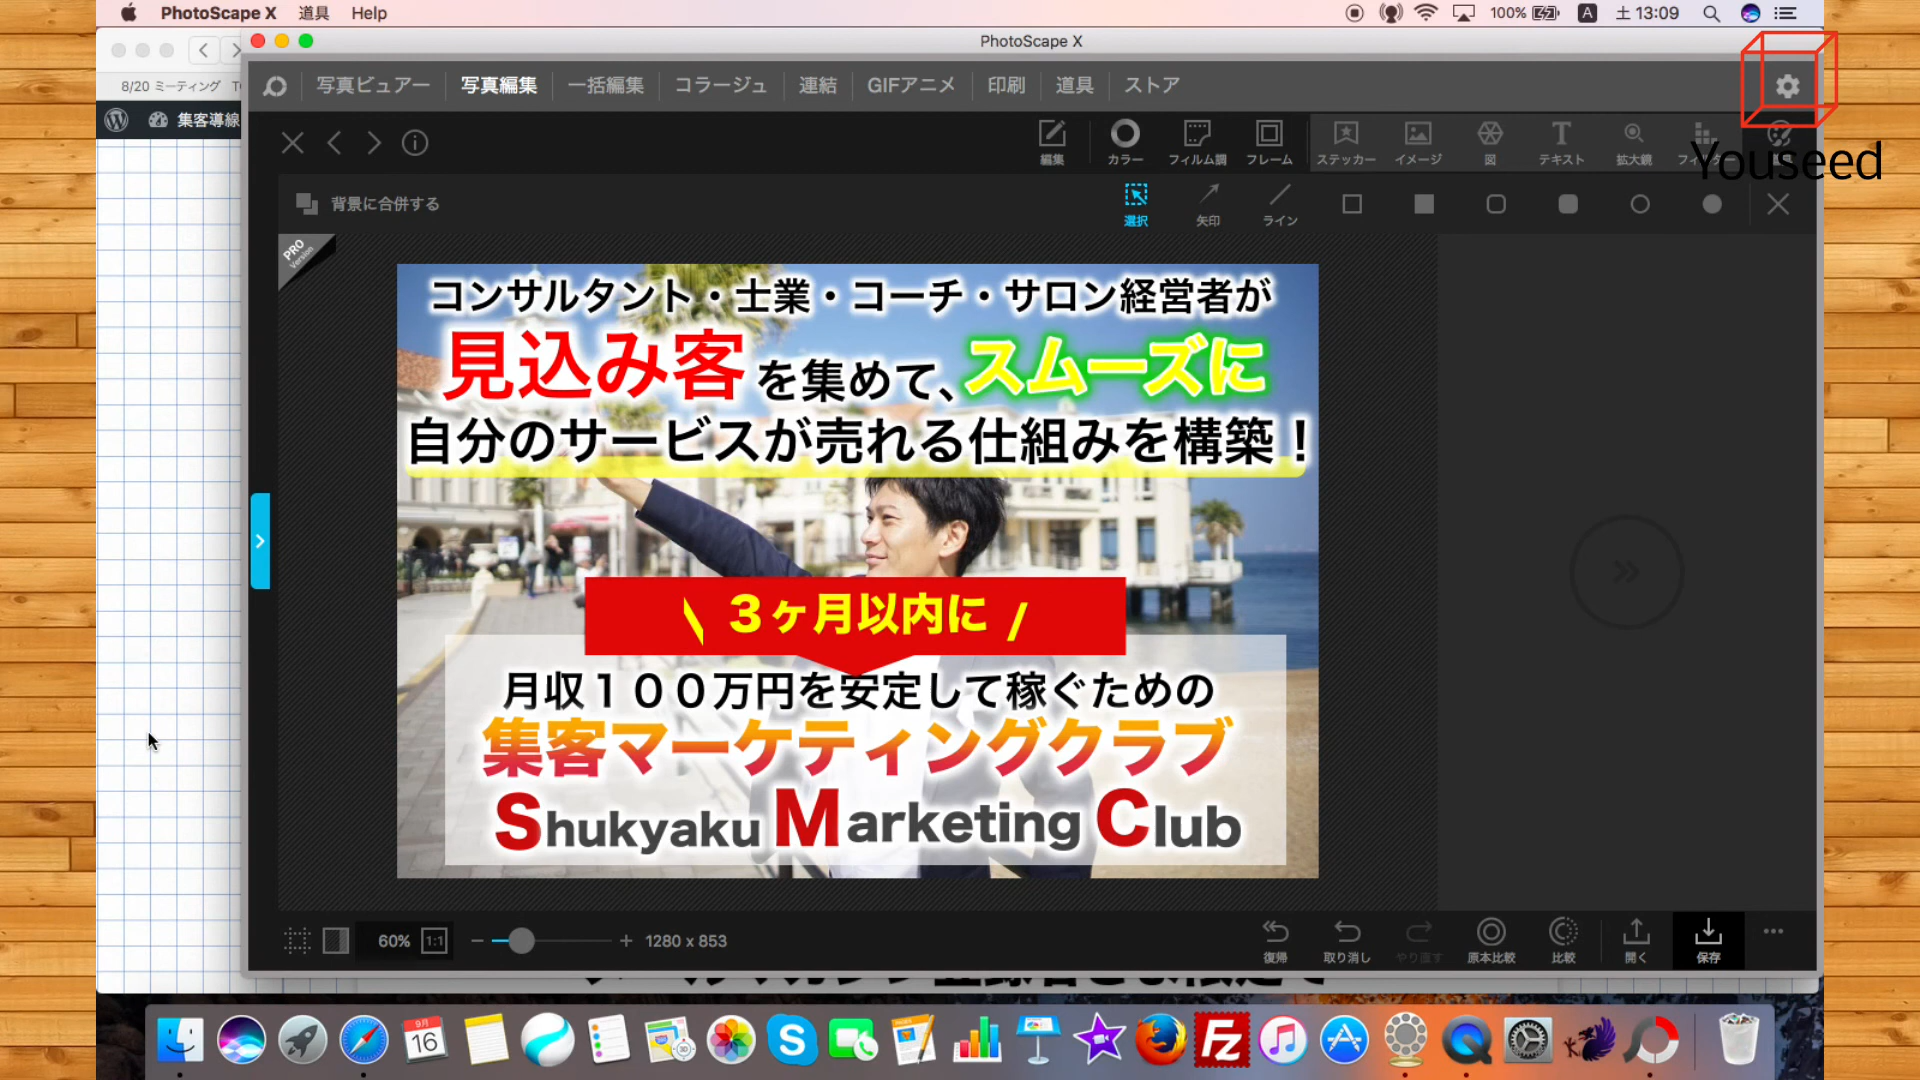 PhotoScape X 道具 Help 100% A 土 13:09
PhotoScape X
8/20 ミーティング
集客導線
写真ビュアー 写真編集 一括編集 コラージュ 連結 GIFアニメ 印刷 道具 ストア
編集 カラー フィルム調 フレーム ステッカー イメージ 図 テキスト 拡大鏡
Youseed
背景に合併する 選択 矢印 ライン
PRO
Version
コンサルタント・士業・コーチ・サロン経営者が
見込み客を集めて、スムーズに
自分のサービスが売れる仕組みを構築！
\ ３ヶ月以内に /
月収１００万円を安定して稼ぐための
集客マーケティングクラブ
Shukyaku Marketing Club
60% 1:1 1280 x 853
復帰 取り消し やり直す 原本比較 比較 開く 保存
9月
16